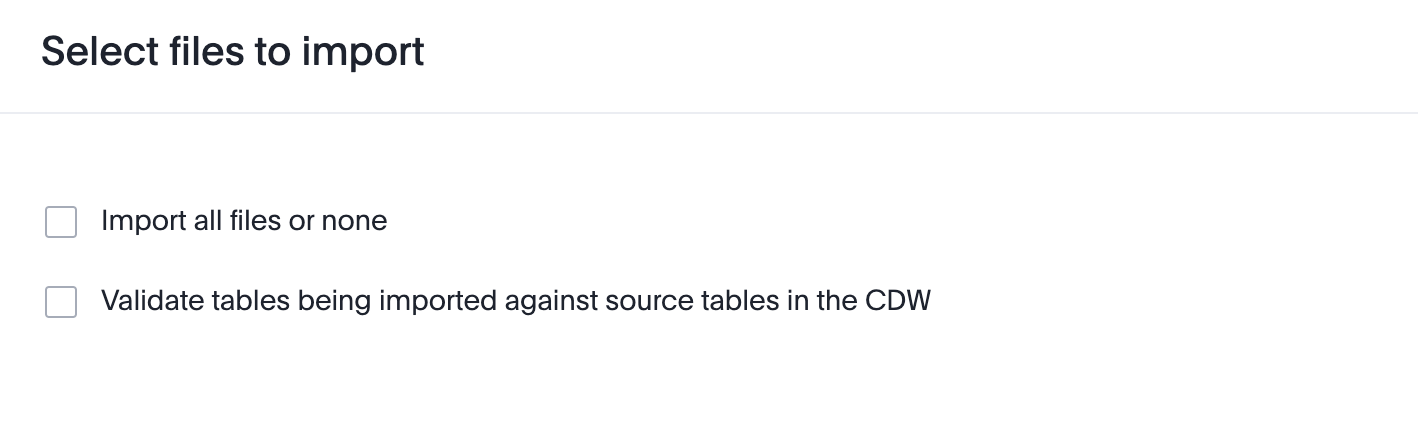 Select files to import
Import all files or none
Validate tables being imported against source tables in the CDW